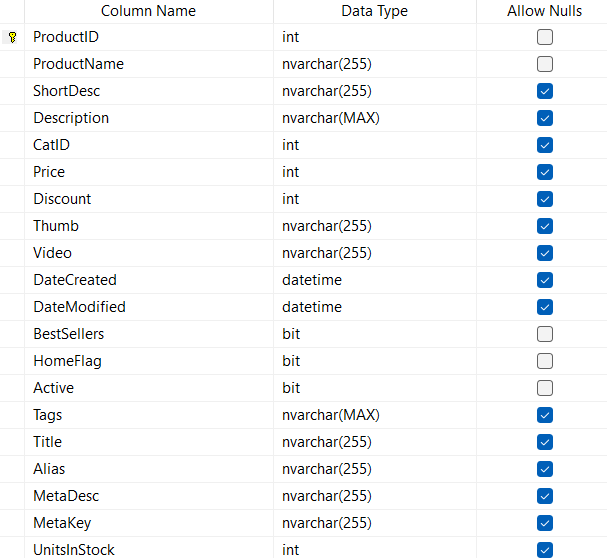 Column Name Data Type Allow Nulls
ProductID int
ProductName nvarchar(255)
ShortDesc nvarchar(255)
Description nvarchar(MAX)
CatID int
Price int
Discount int
Thumb nvarchar(255)
Video nvarchar(255)
DateCreated datetime
DateModified datetime
BestSellers bit
HomeFlag bit
Active bit
Tags nvarchar(MAX)
Title nvarchar(255)
Alias nvarchar(255)
MetaDesc nvarchar(255)
MetaKey nvarchar(255)
UnitsInStock int